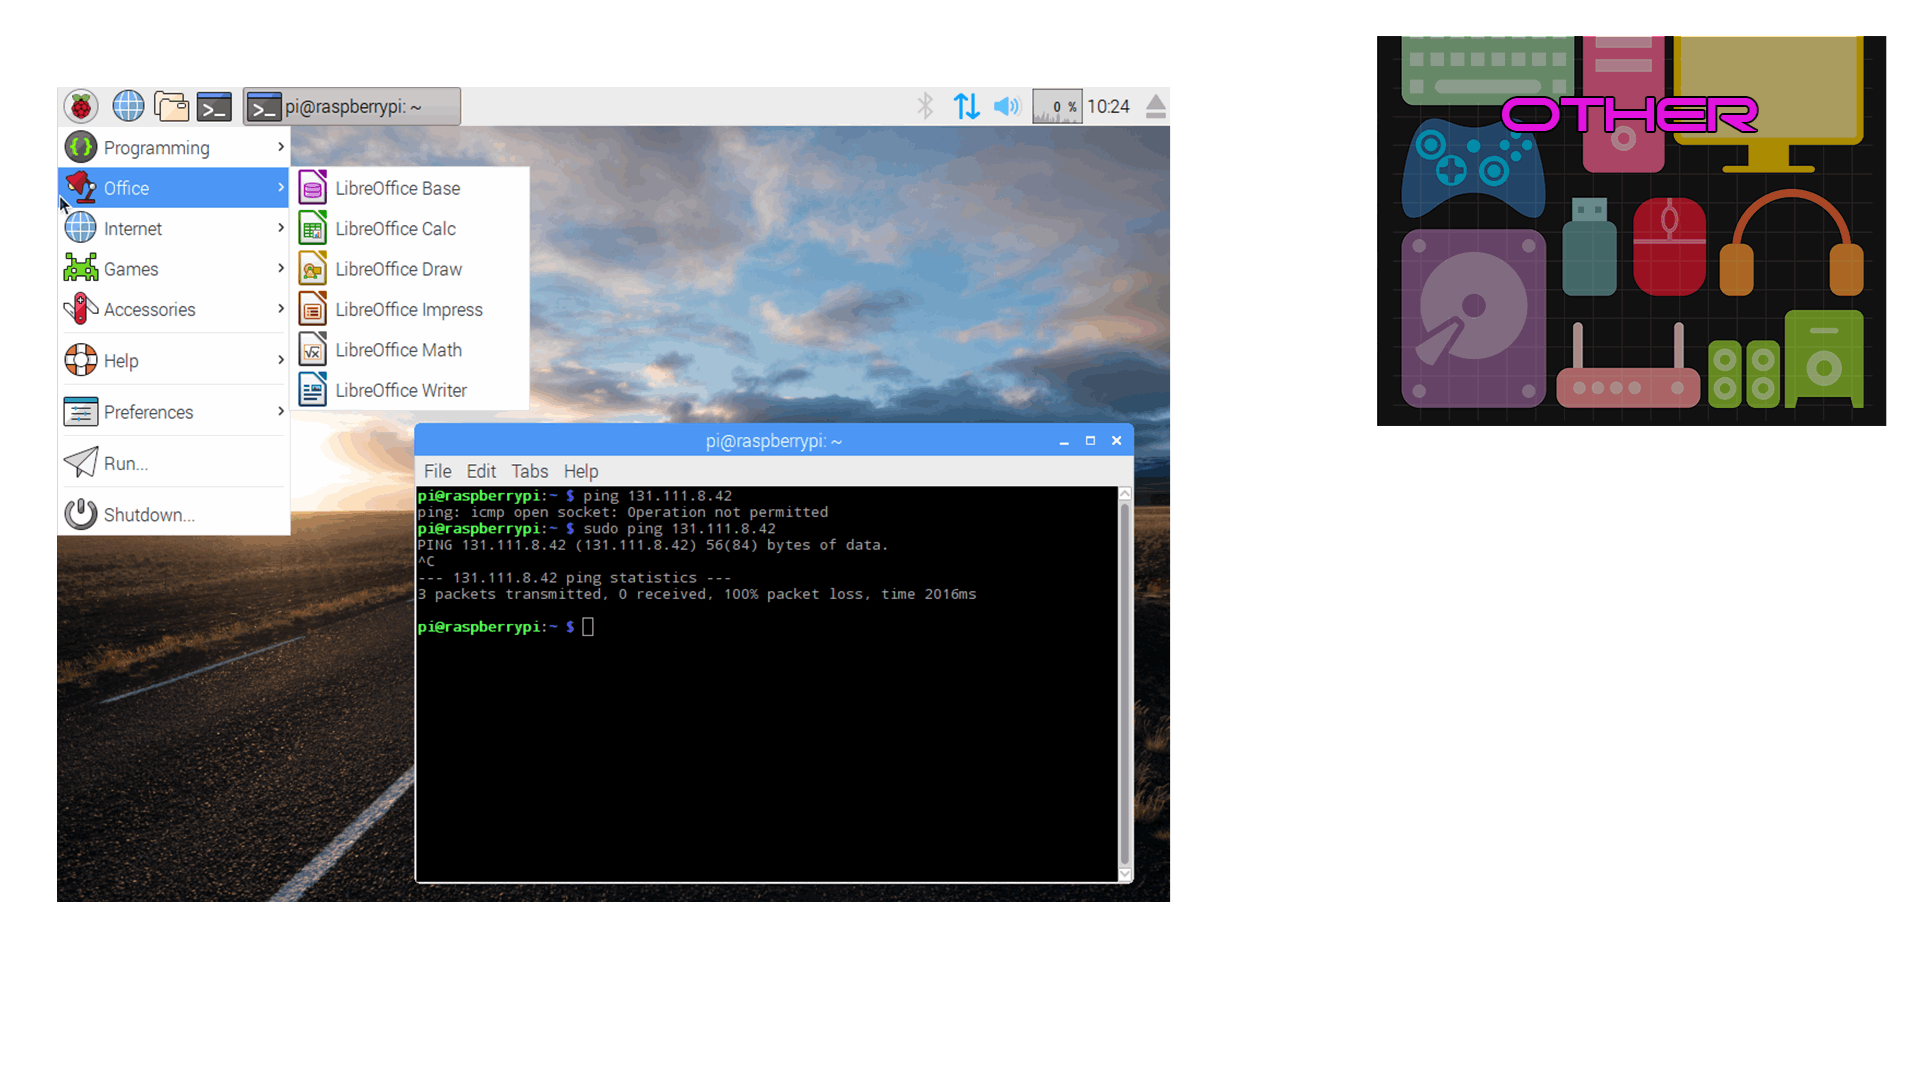 pi@raspberrypi: ~
0 %
10:24
Programming
Office
Internet
Games
Accessories
Help
Preferences
Run...
Shutdown...
LibreOffice Base
LibreOffice Calc
LibreOffice Draw
LibreOffice Impress
LibreOffice Math
LibreOffice Writer
pi@raspberrypi: ~
File Edit Tabs Help
pi@raspberrypi:~ $ ping 131.111.8.42
ping: icmp open socket: Operation not permitted
pi@raspberrypi:~ $ sudo ping 131.111.8.42
PING 131.111.8.42 (131.111.8.42) 56(84) bytes of data.
^C
--- 131.111.8.42 ping statistics ---
3 packets transmitted, 0 received, 100% packet loss, time 2016ms
pi@raspberrypi:~ $
OTHER